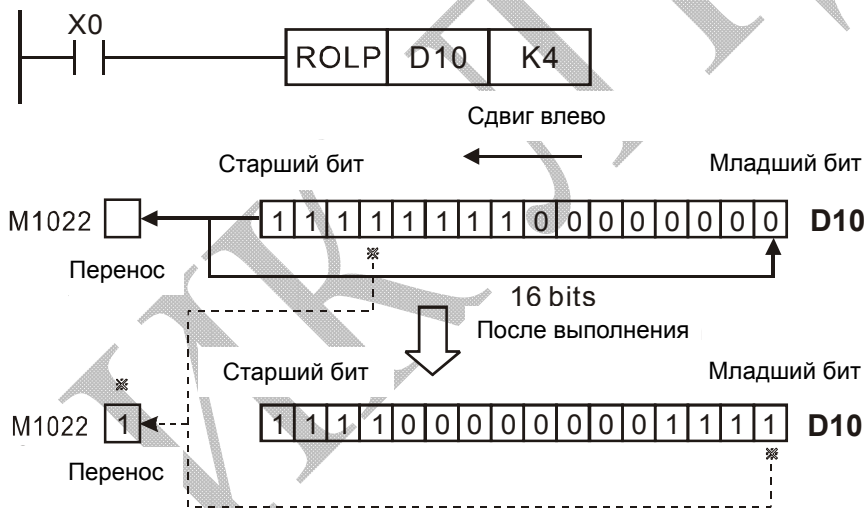 X0
ROLP D10 K4
Сдвиг влево
Старший бит Младший бит
M1022 1 1 1 1 1 1 1 1 0 0 0 0 0 0 0 0 D10
※
Перенос
16 bits
После выполнения
Старший бит Младший бит
※
M1022 1 1 1 1 1 0 0 0 0 0 0 0 0 1 1 1 1 D10
※
Перенос